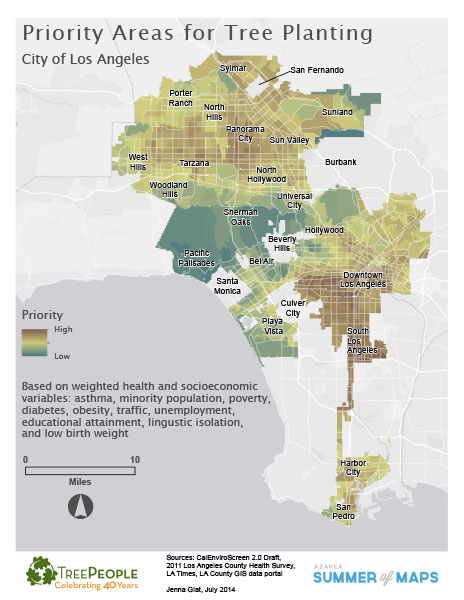 Priority Areas for Tree Planting
City of Los Angeles
Sylmar
San Fernando
Porter
Ranch
North
Hills
Sunland
Panorama
City
Sun Valley
West
Hills
Tarzana
Burbank
North
Hollywood
Woodland
Hills
Universal
City
Sherman
Oaks
Hollywood
Beverly
Hills
Pacific
Palisades
Bel Air
Santa
Monica
Downtown
Los Angeles
Culver
City
Playa
Vista
South
Los
Angeles
Priority
High
Low
Based on weighted health and socioeconomic
variables: asthma, minority population, poverty,
diabetes, obesity, traffic, unemployment,
educational attainment, lingustic isolation,
and low birth weight
0 10
Miles
Harbor
City
San
Pedro
TREEPEOPLE
Celebrating 40 Years
Sources: CalEnviroScreen 2.0 Draft,
2011 Los Angeles County Health Survey,
LA Times, LA County GIS data portal
Jenna Glat, July 2014
AZAVEA
SUMMER of MAPS